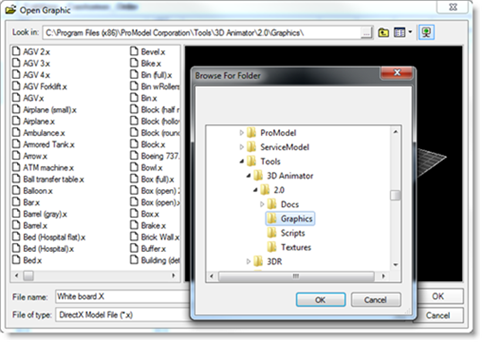 Open Graphic
Look in: C:\Program Files (x86)\ProModel Corporation\Tools\3D Animator\2.0\Graphics\ ...
AGV 2.x
AGV 3.x
AGV 4.x
AGV Forklift.x
AGV.x
Airplane (small).x
Airplane.x
Ambulance.x
Armored Tank.x
Arrow.x
ATM machine.x
Ball transfer table.x
Balloon.x
Bar.x
Barrel (gray).x
Barrel.x
Bed (Hospital flat).x
Bed (Hospital).x
Bed.x
Bevel.x
Bike.x
Bin (full).x
Bin wRollers
Bin.x
Block (half r
Block (hollow
Block (round
Block.x
Boeing 737.
Bowl.x
Box (full).x
Box (open) 2
Box (open).x
Box.x
Brake.x
Brick Wall.x
Buffer.x
Building (det
Browse For Folder
ProModel
ServiceModel
Tools
3D Animator
2.0
Docs
Graphics
Scripts
Textures
3DR
OK
Cancel
File name: White board.X
OK
File of type: DirectX Model File (*.x)
Cancel